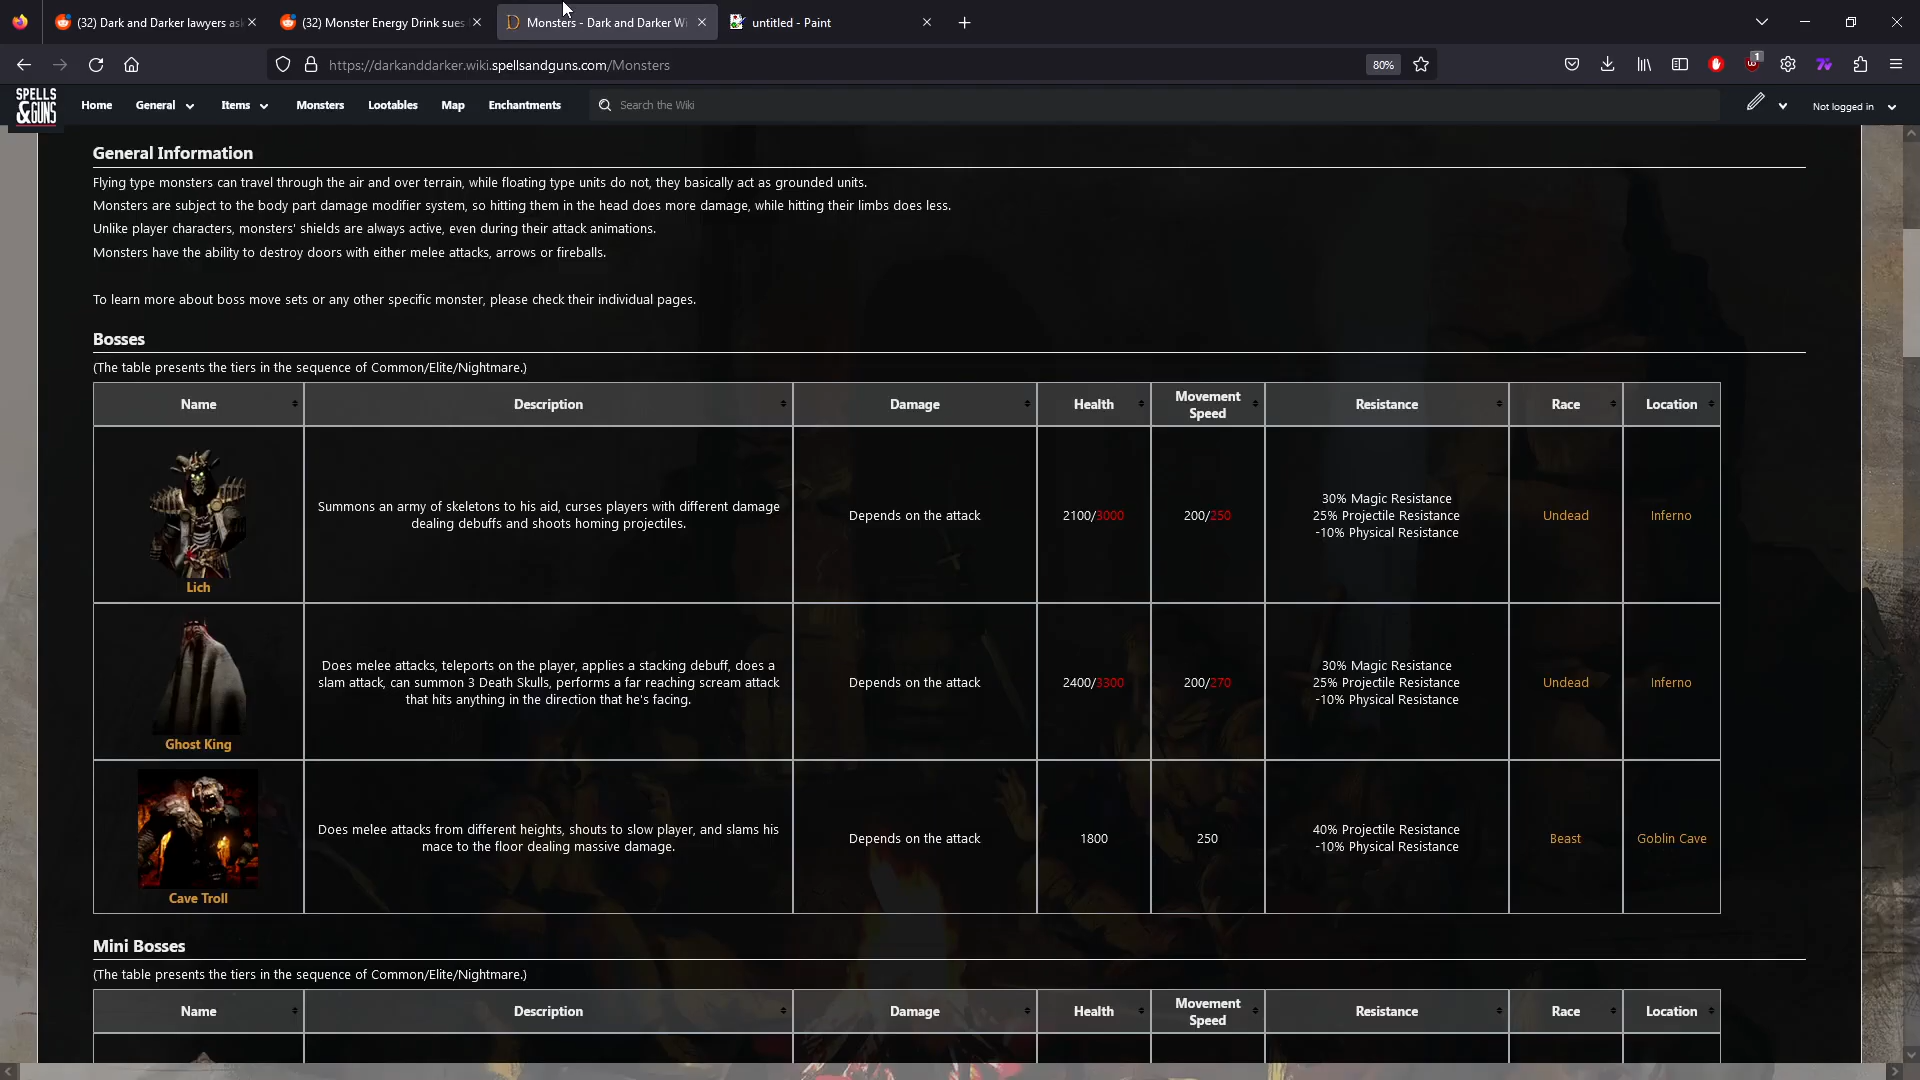 (32) Dark and Darker lawyers as
(32) Monster Energy Drink sues
Monsters - Dark and Darker Wi
untitled - Paint
https://darkanddarker.wiki.spellsandguns.com/Monsters
80%
1
SPELLS
&GUNS
Home
General
Items
Monsters
Lootables
Map
Enchantments
Search the Wiki
Not logged in
General Information
Flying type monsters can travel through the air and over terrain, while floating type units do not, they basically act as grounded units.
Monsters are subject to the body part damage modifier system, so hitting them in the head does more damage, while hitting their limbs does less.
Unlike player characters, monsters' shields are always active, even during their attack animations.
Monsters have the ability to destroy doors with either melee attacks, arrows or fireballs.
To learn more about boss move sets or any other specific monster, please check their individual pages.
Bosses
(The table presents the tiers in the sequence of Common/Elite/Nightmare.)
Name
Description
Damage
Health
Movement
Speed
Resistance
Race
Location
Lich
Summons an army of skeletons to his aid, curses players with different damage
dealing debuffs and shoots homing projectiles.
Depends on the attack
2100/3000
200/250
30% Magic Resistance
25% Projectile Resistance
-10% Physical Resistance
Undead
Inferno
Ghost King
Does melee attacks, teleports on the player, applies a stacking debuff, does a
slam attack, can summon 3 Death Skulls, performs a far reaching scream attack
that hits anything in the direction that he's facing.
Depends on the attack
2400/3300
200/270
30% Magic Resistance
25% Projectile Resistance
-10% Physical Resistance
Undead
Inferno
Cave Troll
Does melee attacks from different heights, shouts to slow player, and slams his
mace to the floor dealing massive damage.
Depends on the attack
1800
250
40% Projectile Resistance
-10% Physical Resistance
Beast
Goblin Cave
Mini Bosses
(The table presents the tiers in the sequence of Common/Elite/Nightmare.)
Name
Description
Damage
Health
Movement
Speed
Resistance
Race
Location